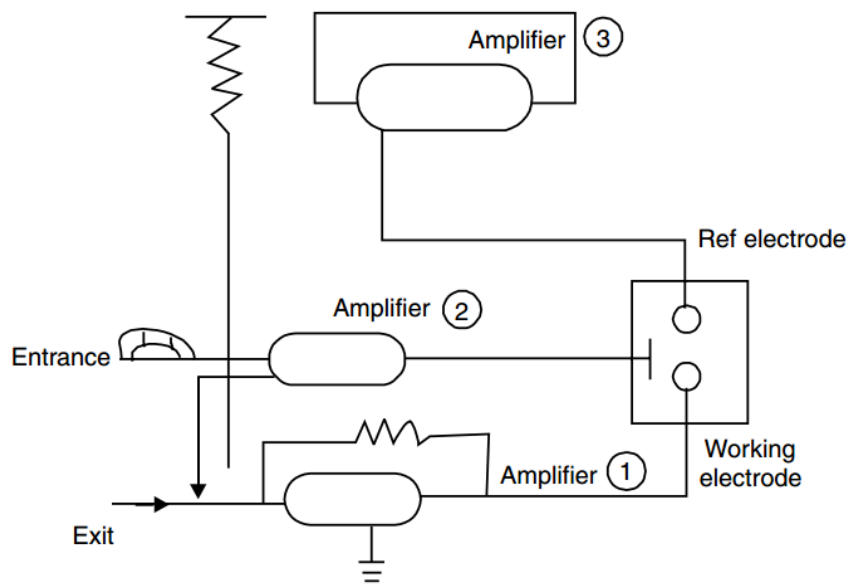 Amplifier 3
Ref electrode
Amplifier 2
Entrance
Working
electrode
Amplifier 1
Exit